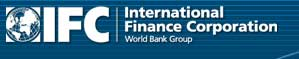 IFC
International
Finance Corporation
World Bank Group